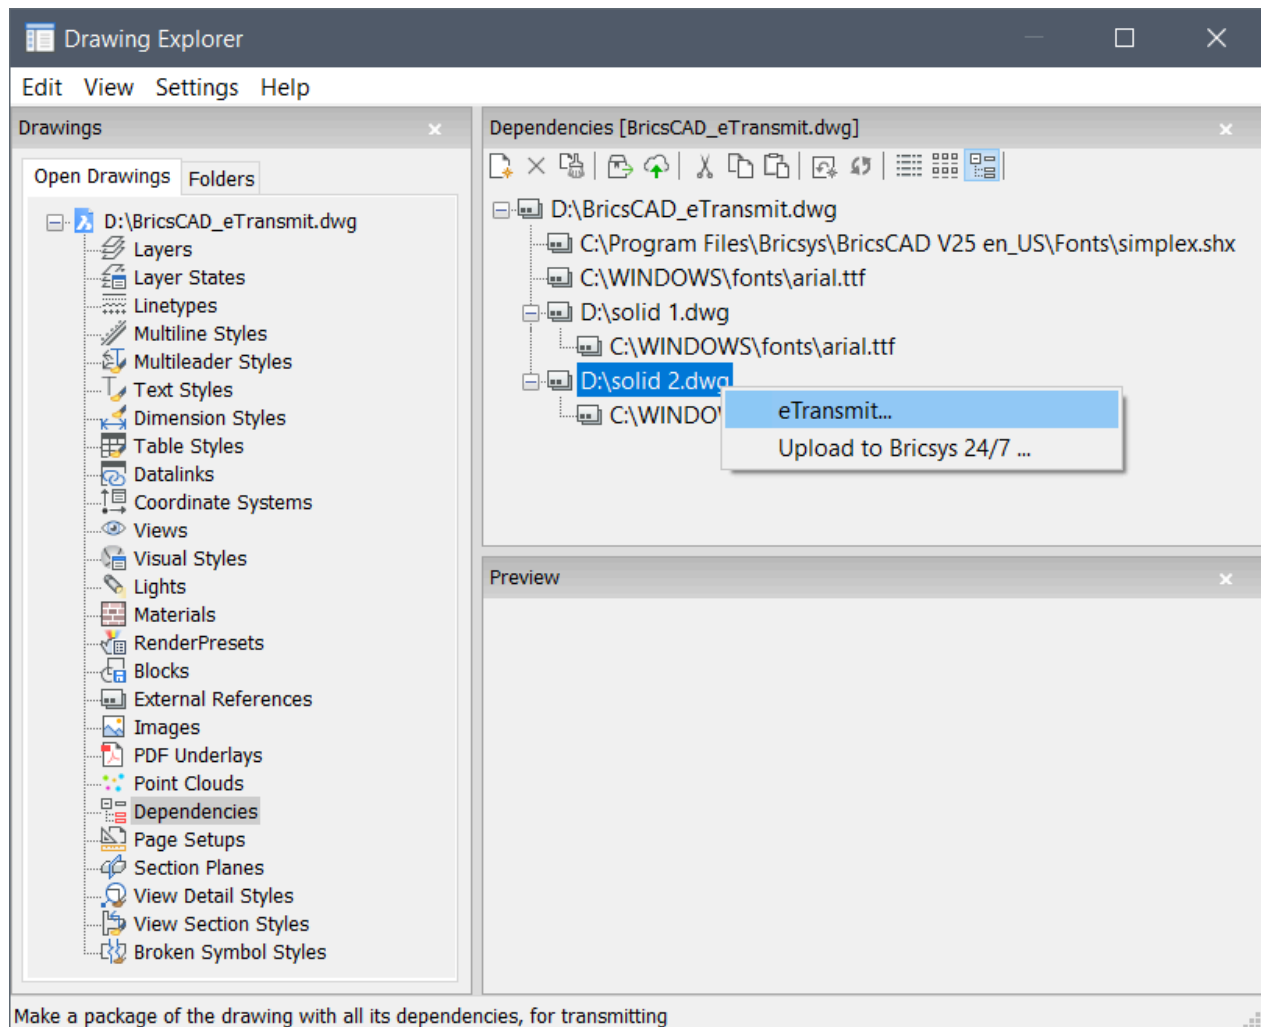 Drawing Explorer
Edit View Settings Help
Drawings
Open Drawings Folders
D:\BricsCAD_eTransmit.dwg
Layers
Layer States
Linetypes
Multiline Styles
Multileader Styles
Text Styles
Dimension Styles
Table Styles
Datalinks
Coordinate Systems
Views
Visual Styles
Lights
Materials
RenderPresets
Blocks
External References
Images
PDF Underlays
Point Clouds
Dependencies
Page Setups
Section Planes
View Detail Styles
View Section Styles
Broken Symbol Styles
Dependencies [BricsCAD_eTransmit.dwg]
D:\BricsCAD_eTransmit.dwg
C:\Program Files\Bricsys\BricsCAD V25 en_US\Fonts\simplex.shx
C:\WINDOWS\fonts\arial.ttf
D:\solid 1.dwg
C:\WINDOWS\fonts\arial.ttf
D:\solid 2.dwg
C:\WINDO
eTransmit...
Upload to Bricsys 24/7 ...
Preview
Make a package of the drawing with all its dependencies, for transmitting